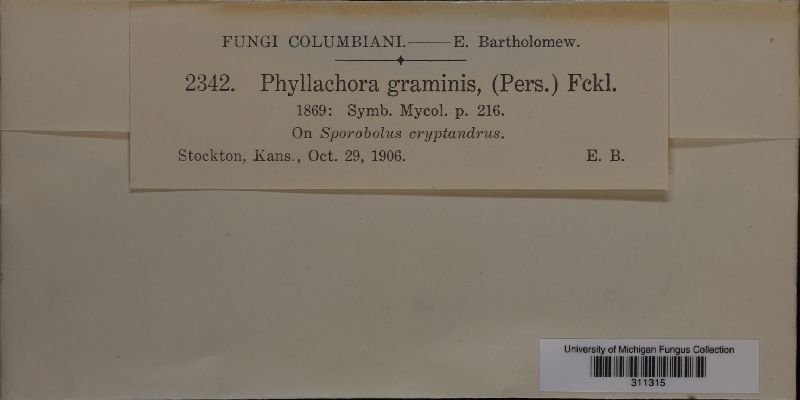 FUNGI COLUMBIANI.——E. Bartholomew.
2342. Phyllachora graminis, (Pers.) Fckl.
1869: Symb. Mycol. p. 216.
On Sporobolus cryptandrus.
Stockton, Kans., Oct. 29, 1906. E. B.
University of Michigan Fungus Collection
311315